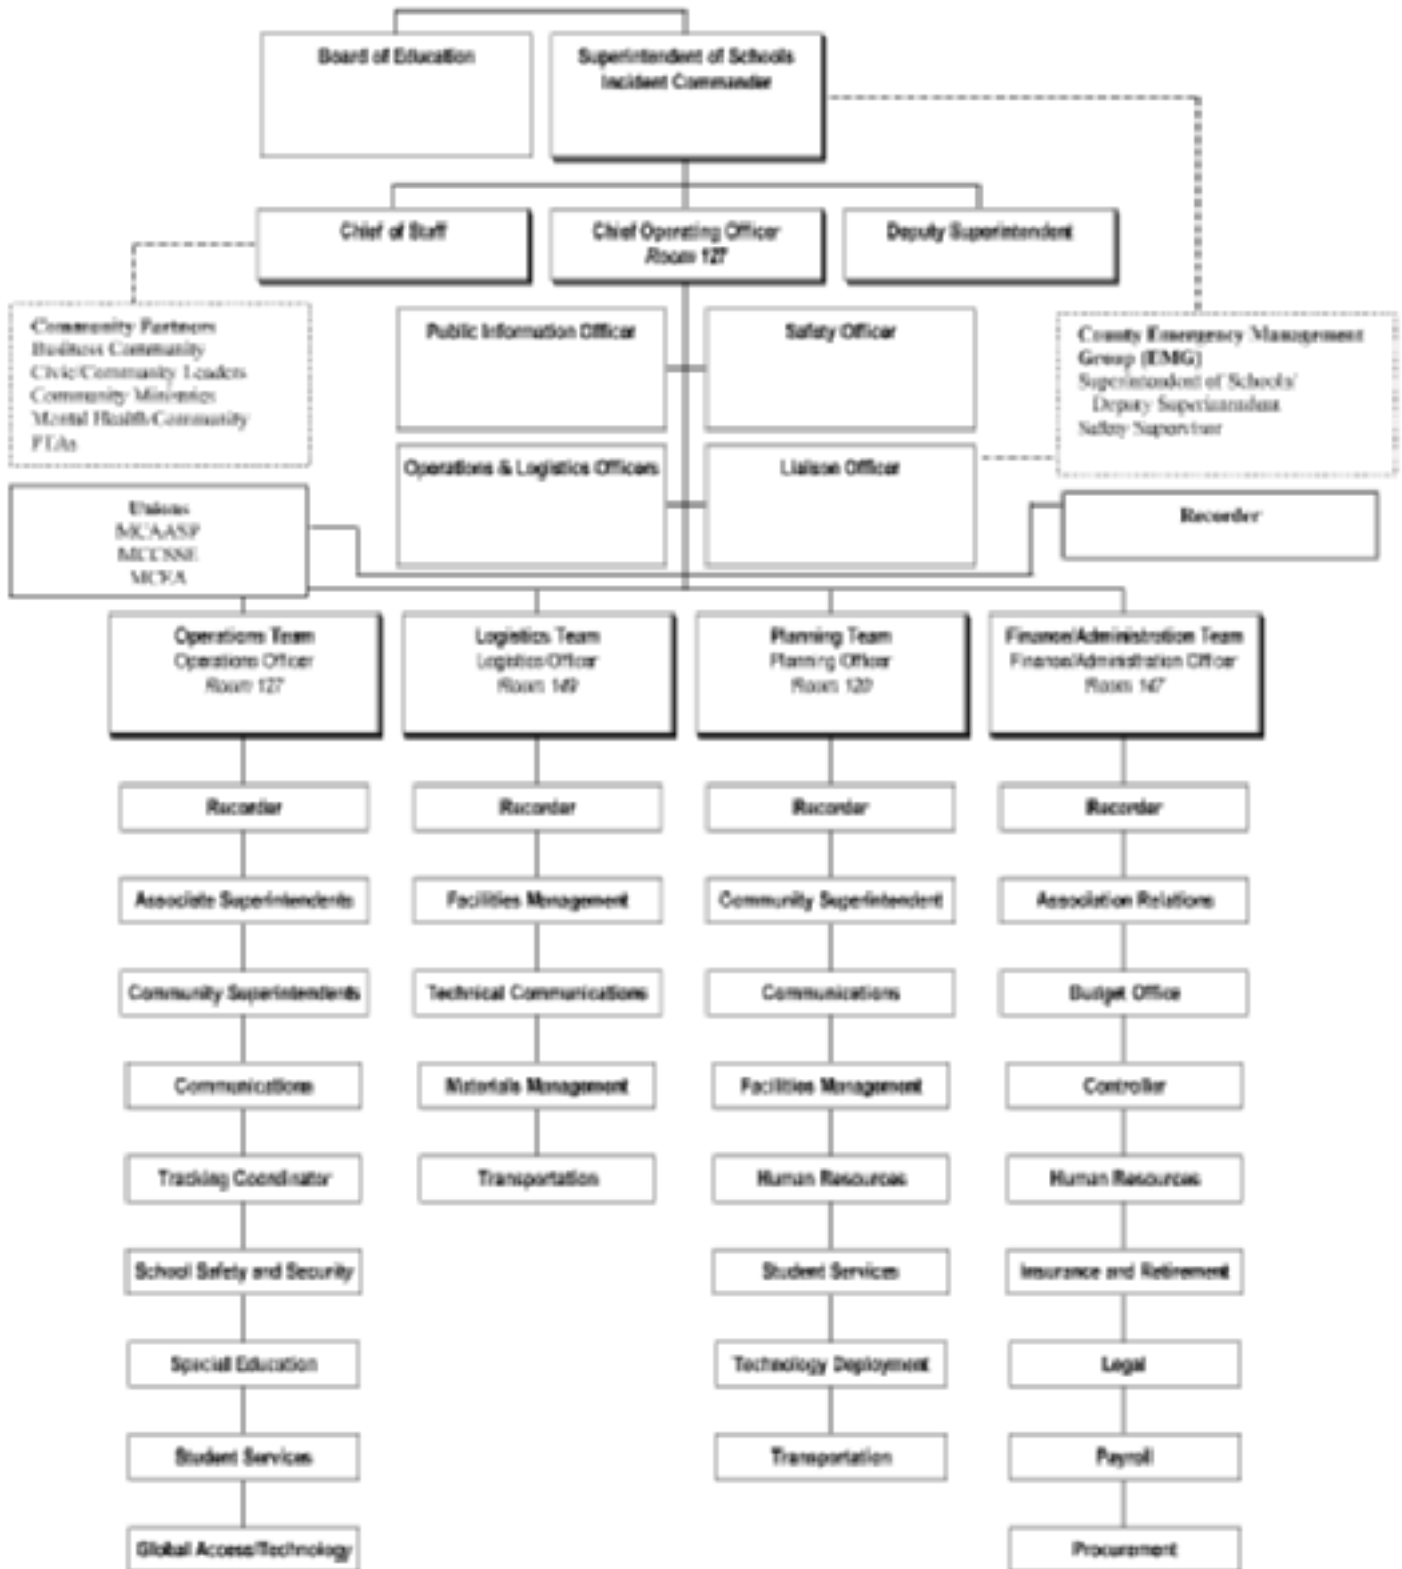 Board of Education
Superintendent of Schools
Incident Commander
Chief of Staff
Chief Operating Officer
Room 127
Deputy Superintendent
Community Partners
Business Community
Civic/Community Leaders
Community Ministries
Mental Health/Community
PTAs
Public Information Officer
Safety Officer
County Emergency Management
Group (EMG)
Superintendent of Schools/
Deputy Superintendent
Safety Supervisor
Operations & Logistics Officers
Liaison Officer
Unions
MCAASP
MCCSSE
MCEA
Recorder
Operations Team
Operations Officer
Room 127
Logistics Team
Logistics Officer
Room 149
Planning Team
Planning Officer
Room 120
Finance/Administration Team
Finance/Administration Officer
Room 147
Recorder
Recorder
Recorder
Recorder
Associate Superintendents
Facilities Management
Community Superintendent
Association Relations
Community Superintendents
Technical Communications
Communications
Budget Office
Communications
Materials Management
Facilities Management
Controller
Tracking Coordinator
Transportation
Human Resources
Human Resources
School Safety and Security
Student Services
Insurance and Retirement
Special Education
Technology Deployment
Legal
Student Services
Transportation
Payroll
Global Access/Technology
Procurement